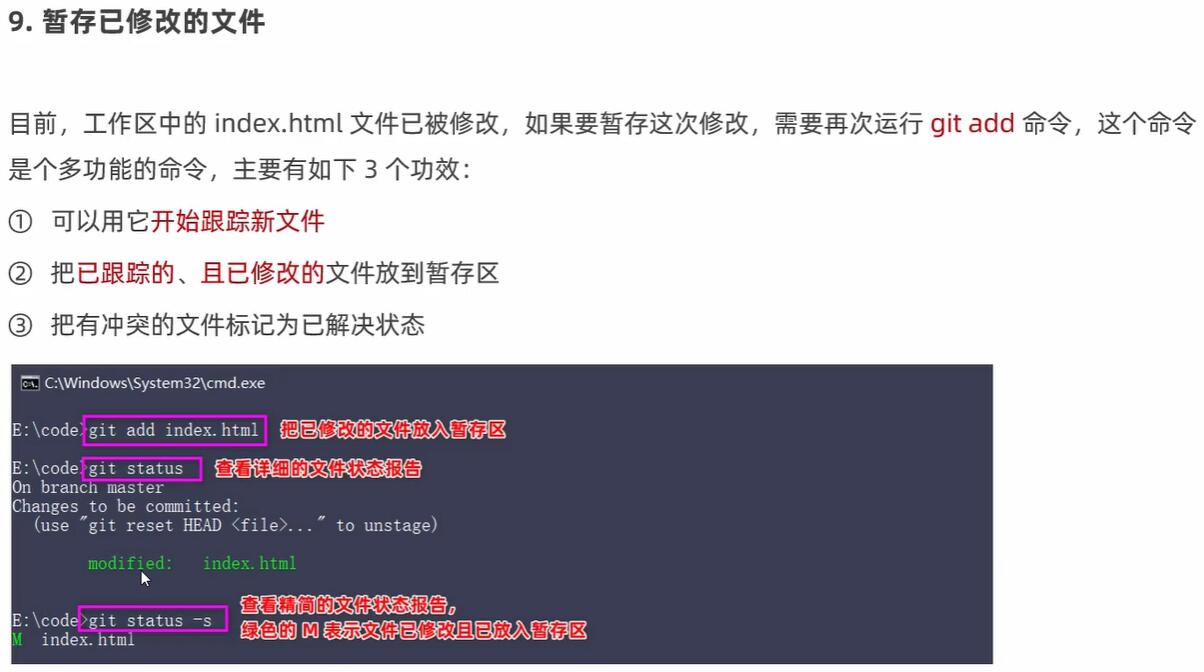 9. 暂存已修改的文件
目前，工作区中的 index.html 文件已被修改，如果要暂存这次修改，需要再次运行 git add 命令，这个命令
是个多功能的命令，主要有如下 3 个功效：
① 可以用它开始跟踪新文件
② 把已跟踪的、且已修改的文件放到暂存区
③ 把有冲突的文件标记为已解决状态
C:\Windows\System32\cmd.exe
E:\code>git add index.html 把已修改的文件放入暂存区
E:\code>git status 查看详细的文件状态报告
On branch master
Changes to be committed:
(use "git reset HEAD <file>..." to unstage)
modified: index.html
查看精简的文件状态报告，
E:\code>git status -s 绿色的 M 表示文件已修改且已放入暂存区
M index.html